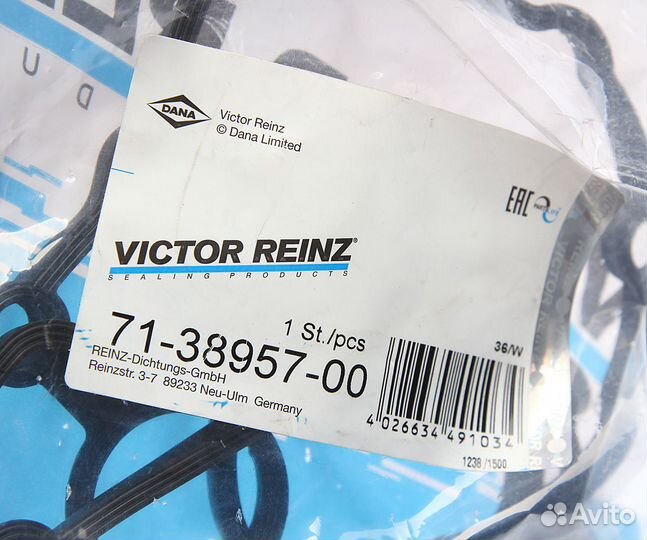 DANA
Victor Reinz
© Dana Limited
EAC
VICTOR REINZ®
SEALING PRODUCTS
1 St./pcs
71-38957-00
36/VV
REINZ-Dichtungs-GmbH
Reinzstr. 3-7 89233 Neu-Ulm Germany
4 026634 491034
1238 /1500
Avito